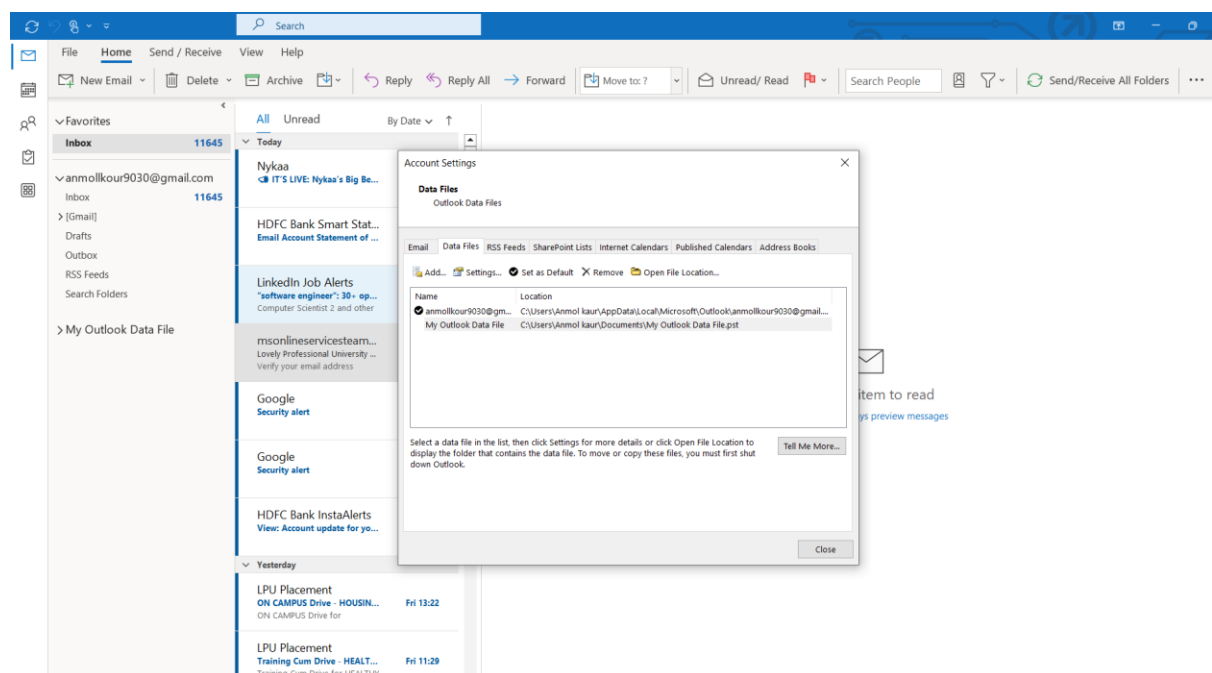 Search
File Home Send / Receive View Help
New Email Delete Archive Reply Reply All Forward Move to: ? Unread/ Read Search People Send/Receive All Folders
Favorites
Inbox 11645
anmollkour9030@gmail.com
Inbox 11645
[Gmail]
Drafts
Outbox
RSS Feeds
Search Folders
My Outlook Data File
All Unread By Date
Today
Nykaa
IT'S LIVE: Nykaa's Big Be...
HDFC Bank Smart Stat...
Email Account Statement of ...
LinkedIn Job Alerts
"software engineer": 30+ op...
Computer Scientist 2 and other
msonlineservicesteam...
Lovely Professional University ...
Verify your email address
Google
Security alert
Google
Security alert
HDFC Bank InstaAlerts
View: Account update for yo...
Yesterday
LPU Placement
ON CAMPUS Drive - HOUSIN... Fri 13:22
ON CAMPUS Drive for
LPU Placement
Training Cum Drive - HEALT... Fri 11:29
Training Cum Drive for HEALTHY
Account Settings
Data Files
Outlook Data Files
Email Data Files RSS Feeds SharePoint Lists Internet Calendars Published Calendars Address Books
Add... Settings... Set as Default Remove Open File Location...
Name Location
anmollkour9030@gm... C:\Users\Anmol kaur\AppData\Local\Microsoft\Outlook\anmollkour9030@gmail....
My Outlook Data File C:\Users\Anmol kaur\Documents\My Outlook Data File.pst
Select a data file in the list, then click Settings for more details or click Open File Location to
display the folder that contains the data file. To move or copy these files, you must first shut
down Outlook.
Tell Me More...
Close
item to read
ys preview messages